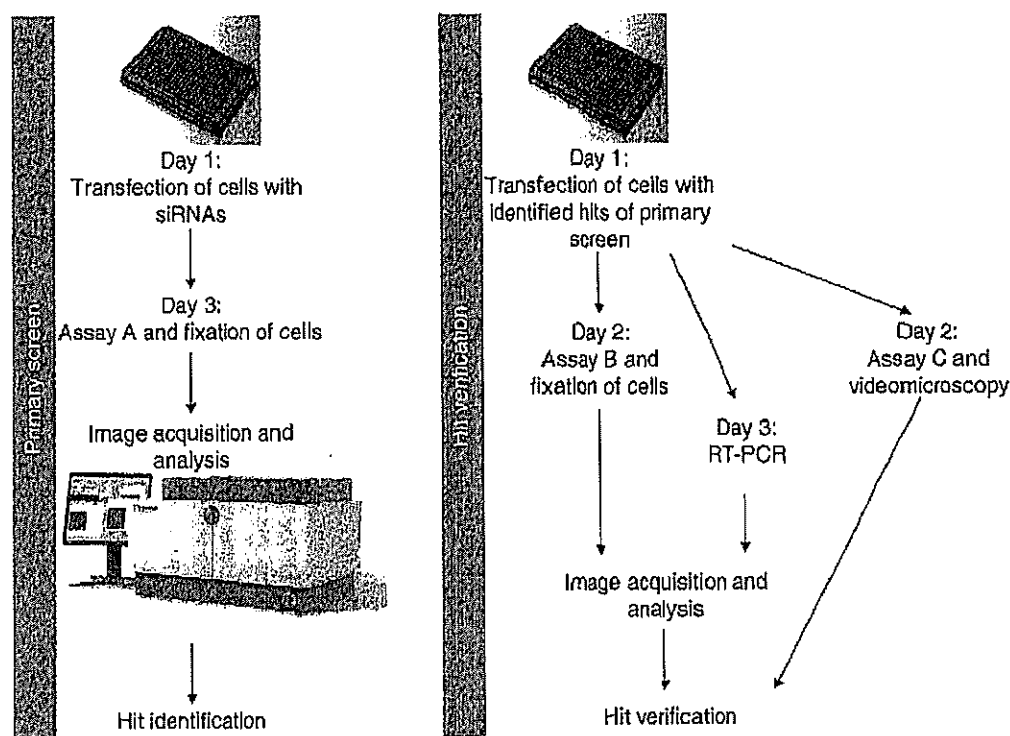 Primary screen
Day 1:
Transfection of cells with
siRNAs
Day 3:
Assay A and fixation of cells
Image acquisition and
analysis
Hit identification
Hit verification
Day 1:
Transfection of cells with
identified hits of primary
screen
Day 2:
Assay B and
fixation of cells
Day 3:
RT-PCR
Day 2:
Assay C and
videomicroscopy
Image acquisition and
analysis
Hit verification